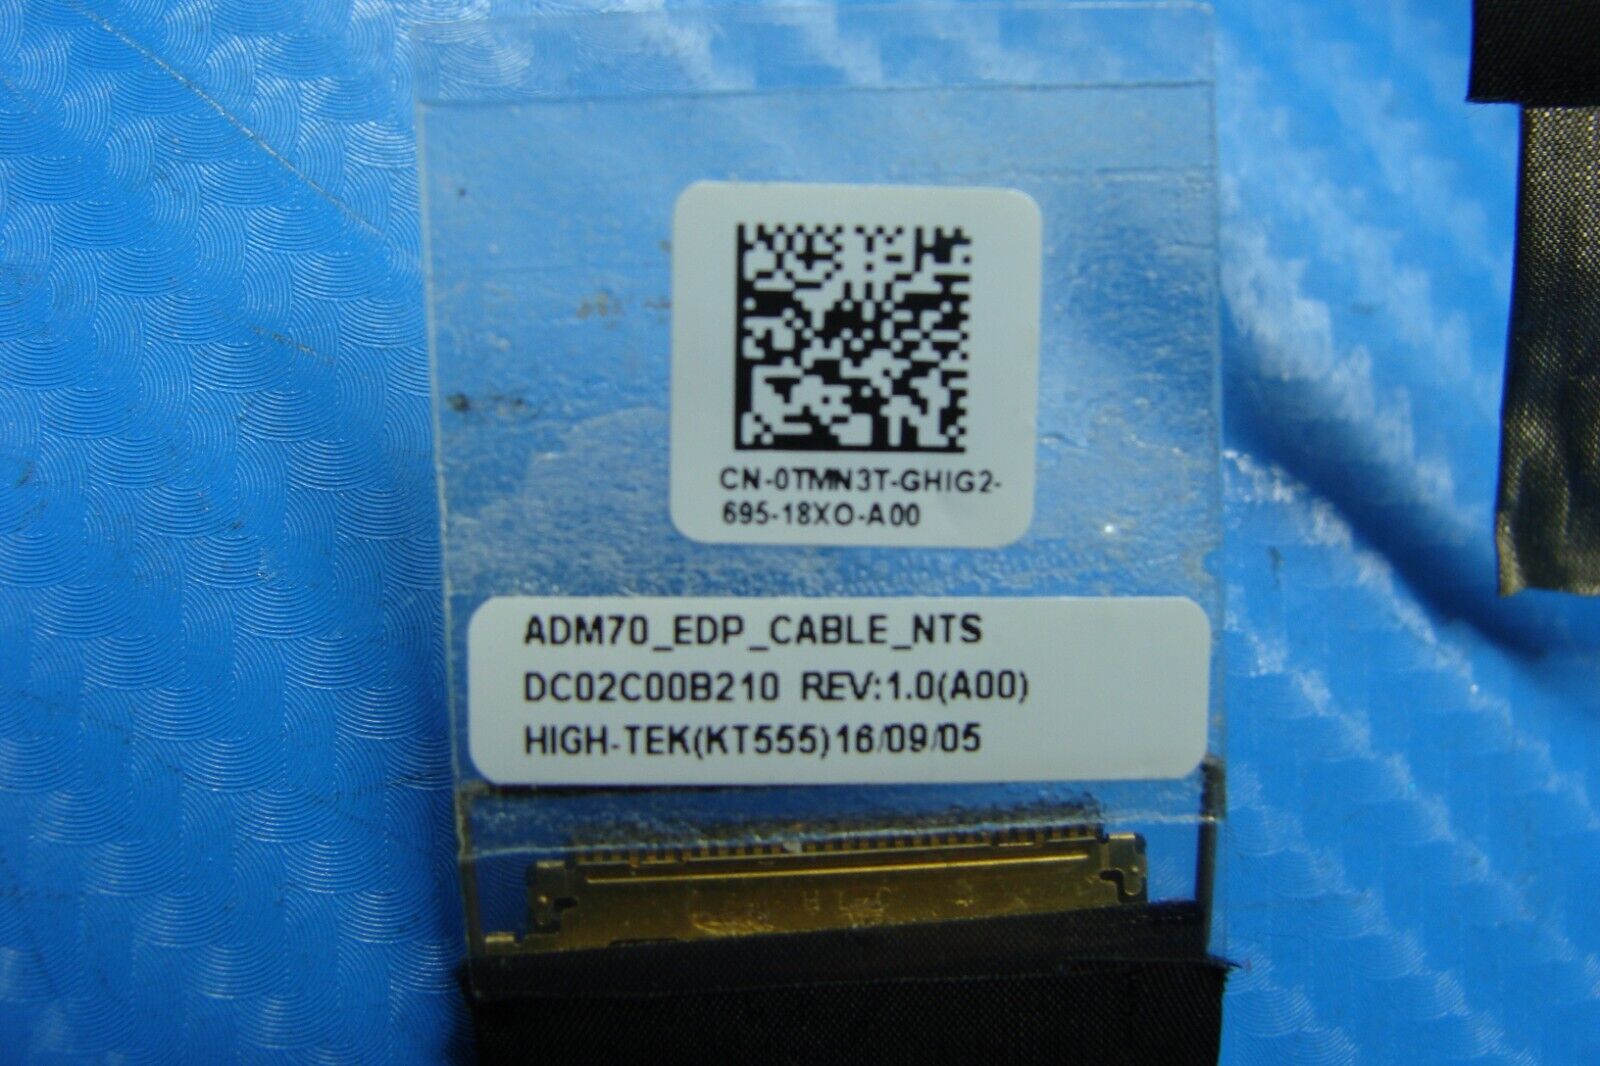 CN-0TMN3T-GHIG2-
695-18XO-A00
ADM70_EDP_CABLE_NTS
DC02C00B210 REV:1.0(A00)
HIGH-TEK(KT555)16/09/05